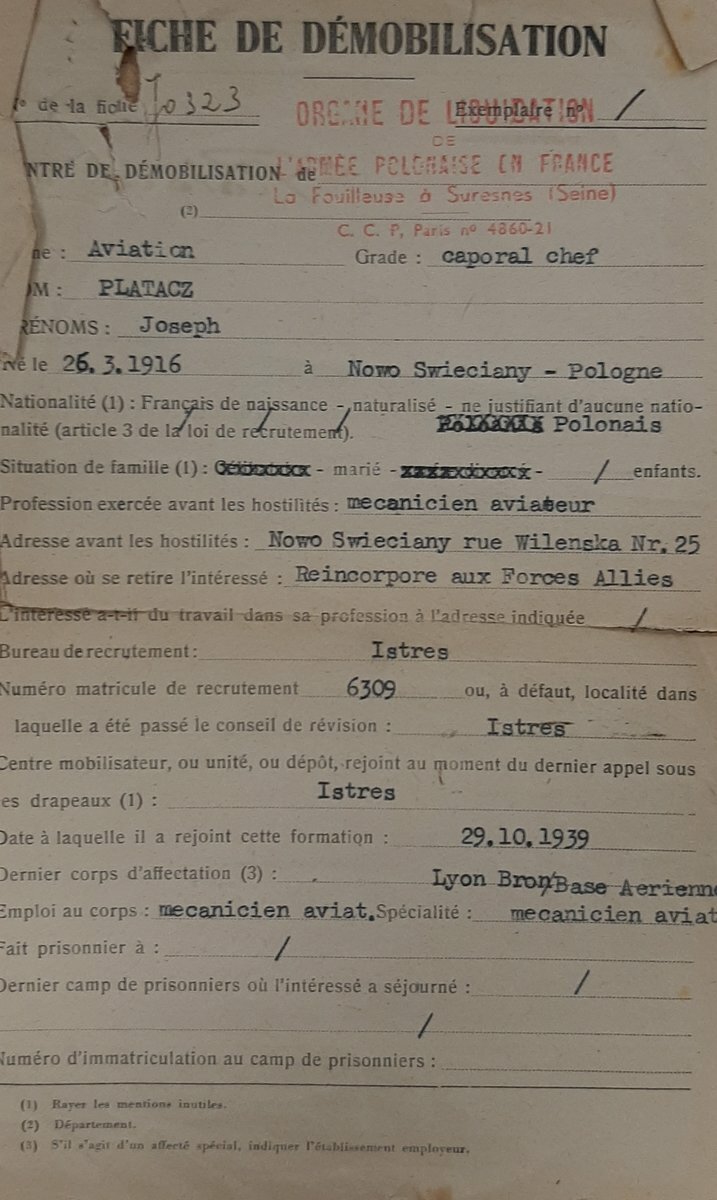 FICHE DE DÉMOBILISATION
de la fiche 70323
ORGANE DE LIQUIDATION
Exemplaire nº /
DE
NTRE DE DÉMOBILISATION de
L'ARMÉE POLONAISE EN FRANCE
La Fouilleuse à Suresnes (Seine)
(2)
C. C. P, Paris nº 4860-21
me : Aviation Grade : caporal chef
OM : PLATACZ
RÉNOMS : Joseph
Né le 26.3.1916 à Nowo Swieciany - Pologne
Nationalité (1) : Français de naissance - naturalisé - ne justifiant d'aucune natio-
nalité (article 3 de la loi de recrutement). Polonais
Situation de famille (1) : - marié - - / enfants.
Profession exercée avant les hostilités : mecanicien aviateur
Adresse avant les hostilités : Nowo Swieciany rue Wilenska Nr. 25
Adresse où se retire l'intéressé : Reincorpore aux Forces Allies
L'intéressé a-t-il du travail dans sa profession à l'adresse indiquée /
Bureau de recrutement : Istres
Numéro matricule de recrutement 6309 ou, à défaut, localité dans
laquelle a été passé le conseil de révision : Istres
Centre mobilisateur, ou unité, ou dépôt, rejoint au moment du dernier appel sous
es drapeaux (1) : Istres
Date à laquelle il a rejoint cette formation : 29.10.1939
Dernier corps d'affectation (3) : Lyon Bron/Base Aerienne
Emploi au corps : mecanicien aviat. Spécialité : mecanicien aviat
Fait prisonnier à : /
Dernier camp de prisonniers où l'intéressé a séjourné : /
/
Numéro d'immatriculation au camp de prisonniers :
(1) Rayer les mentions inutiles.
(2) Département.
(3) S'il s'agit d'un affecté spécial, indiquer l'établissement employeur.